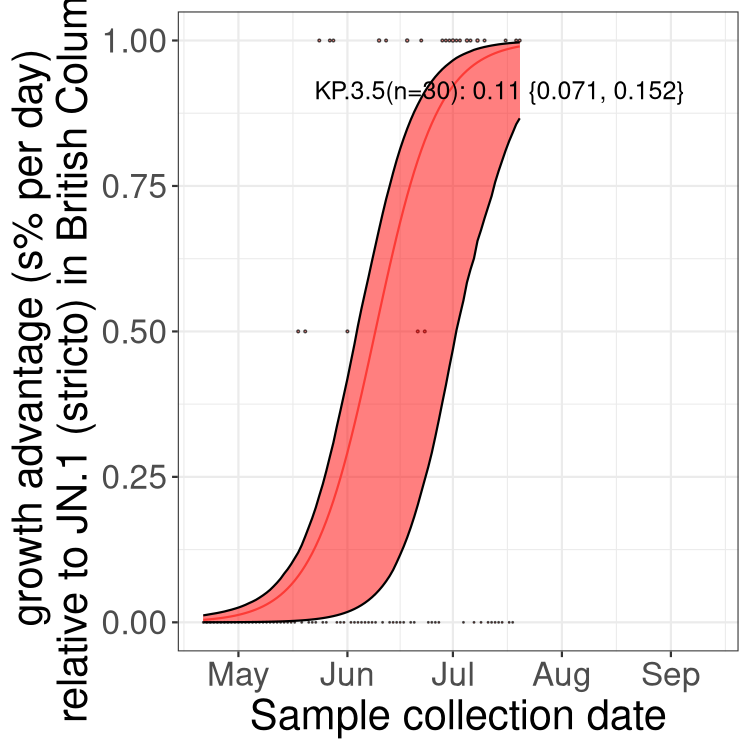 growth advantage (s% per day)
relative to JN.1 (stricto) in British Colum
1.00
0.75
0.50
0.25
0.00
KP.3.5(n=30): 0.11 {0.071, 0.152}
May Jun Jul Aug Sep
Sample collection date